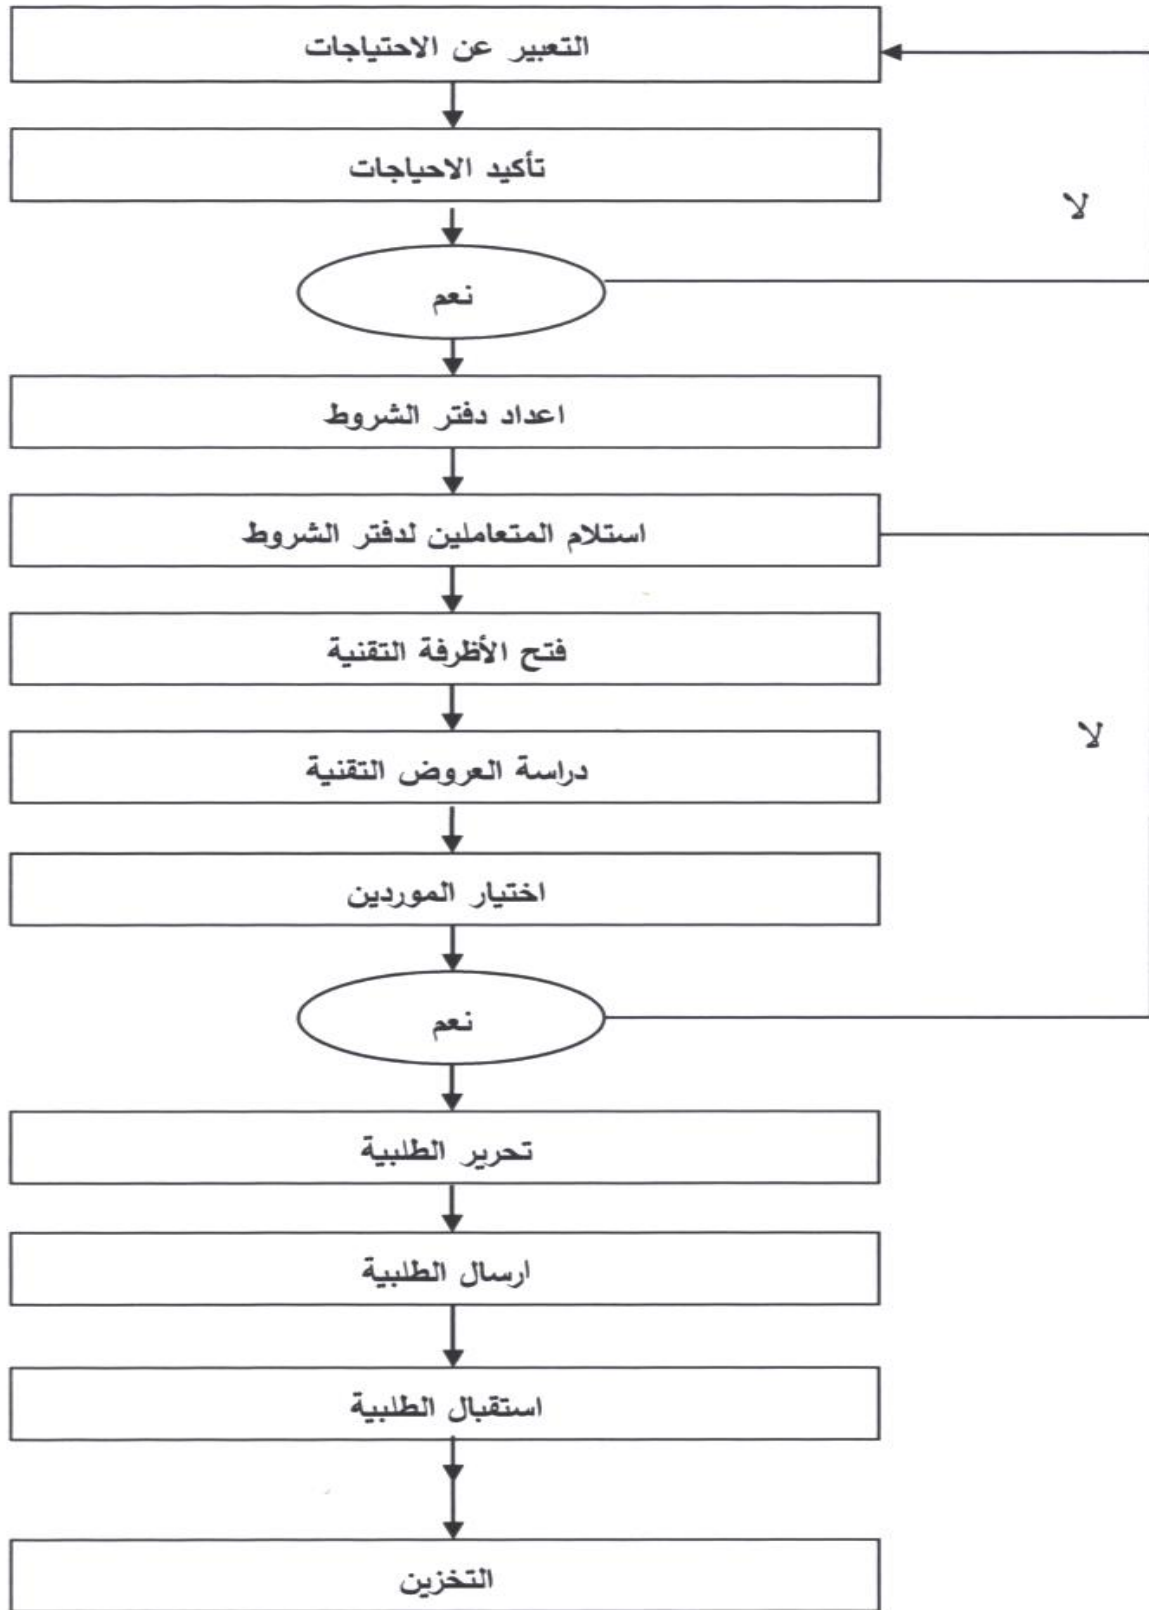 التعبير عن الاحتياجات
تأكيد الاحياجات
لا
نعم
اعداد دفتر الشروط
استلام المتعاملين لدفتر الشروط
فتح الأظرفة التقنية
لا
دراسة العروض التقنية
اختيار الموردين
نعم
تحرير الطلبية
ارسال الطلبية
استقبال الطلبية
التخزين